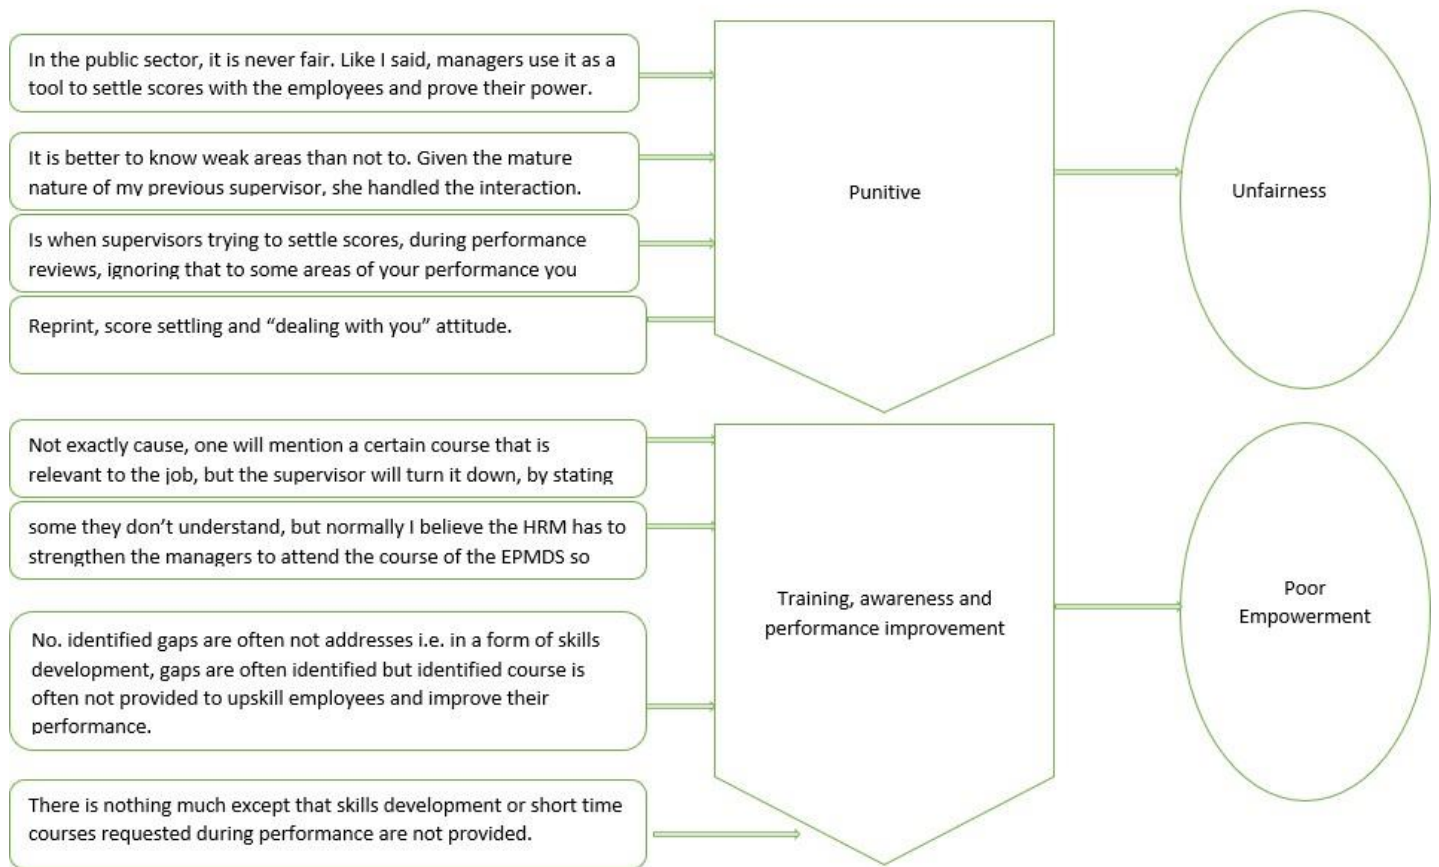 In the public sector, it is never fair. Like I said, managers use it as a
tool to settle scores with the employees and prove their power.
It is better to know weak areas than not to. Given the mature
nature of my previous supervisor, she handled the interaction.
Is when supervisors trying to settle scores, during performance
reviews, ignoring that to some areas of your performance you
Reprint, score settling and “dealing with you” attitude.
Punitive
Unfairness
Not exactly cause, one will mention a certain course that is
relevant to the job, but the supervisor will turn it down, by stating
some they don’t understand, but normally I believe the HRM has to
strengthen the managers to attend the course of the EPMDS so
No. identified gaps are often not addresses i.e. in a form of skills
development, gaps are often identified but identified course is
often not provided to upskill employees and improve their
performance.
There is nothing much except that skills development or short time
courses requested during performance are not provided.
Training, awareness and
performance improvement
Poor
Empowerment